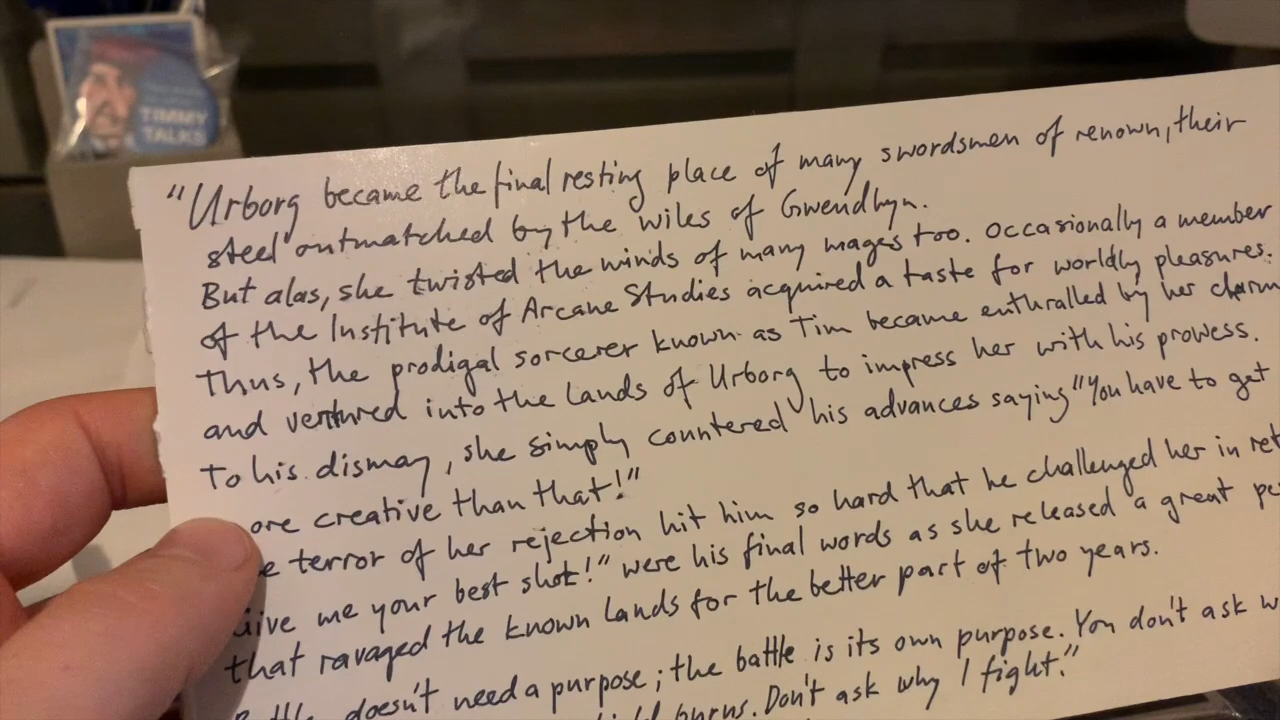 TIMMY
TALKS
"Urborg became the final resting place of many swordsmen of renown, their
steel outmatched by the wiles of Gwendlyn.
But alas, she twisted the minds of many mages too. Occasionally a member
of the Institute of Arcane Studies acquired a taste for worldly pleasures.
Thus, the prodigal sorcerer known as Tim became enthralled by her charm
and ventured into the lands of Urborg to impress her with his prowess.
To his dismay, she simply countered his advances saying "You have to get
ore creative than that!"
e terror of her rejection hit him so hard that he challenged her in ret
Give me your best shot!" were his final words as she released a great pe
that ravaged the known lands for the better part of two years.
doesn't need a purpose; the battle is its own purpose. You don't ask w
burns. Don't ask why I fight."